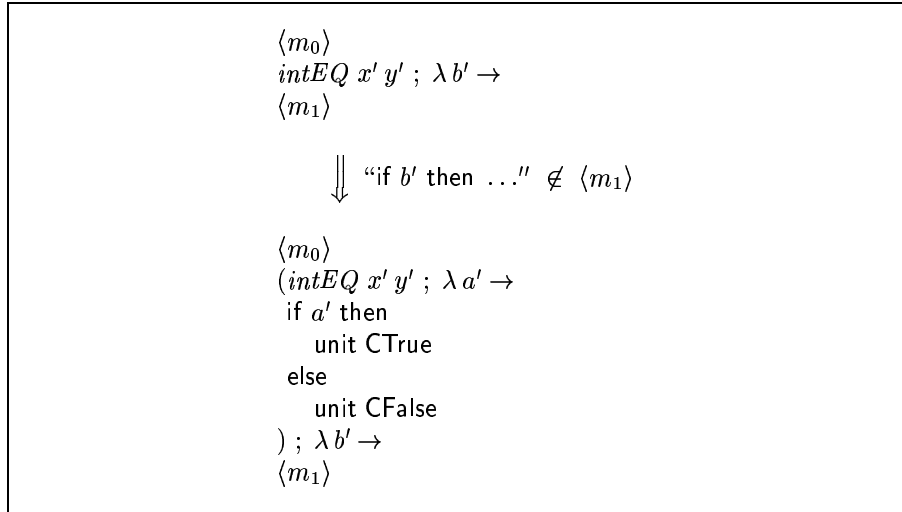 ⟨m₀⟩
intEQ x′ y′ ; λ b′ →
⟨m₁⟩
⇓ “if b′ then …″ ∉ ⟨m₁⟩
⟨m₀⟩
(intEQ x′ y′ ; λ a′ →
if a′ then
unit CTrue
else
unit CFalse
) ; λ b′ →
⟨m₁⟩